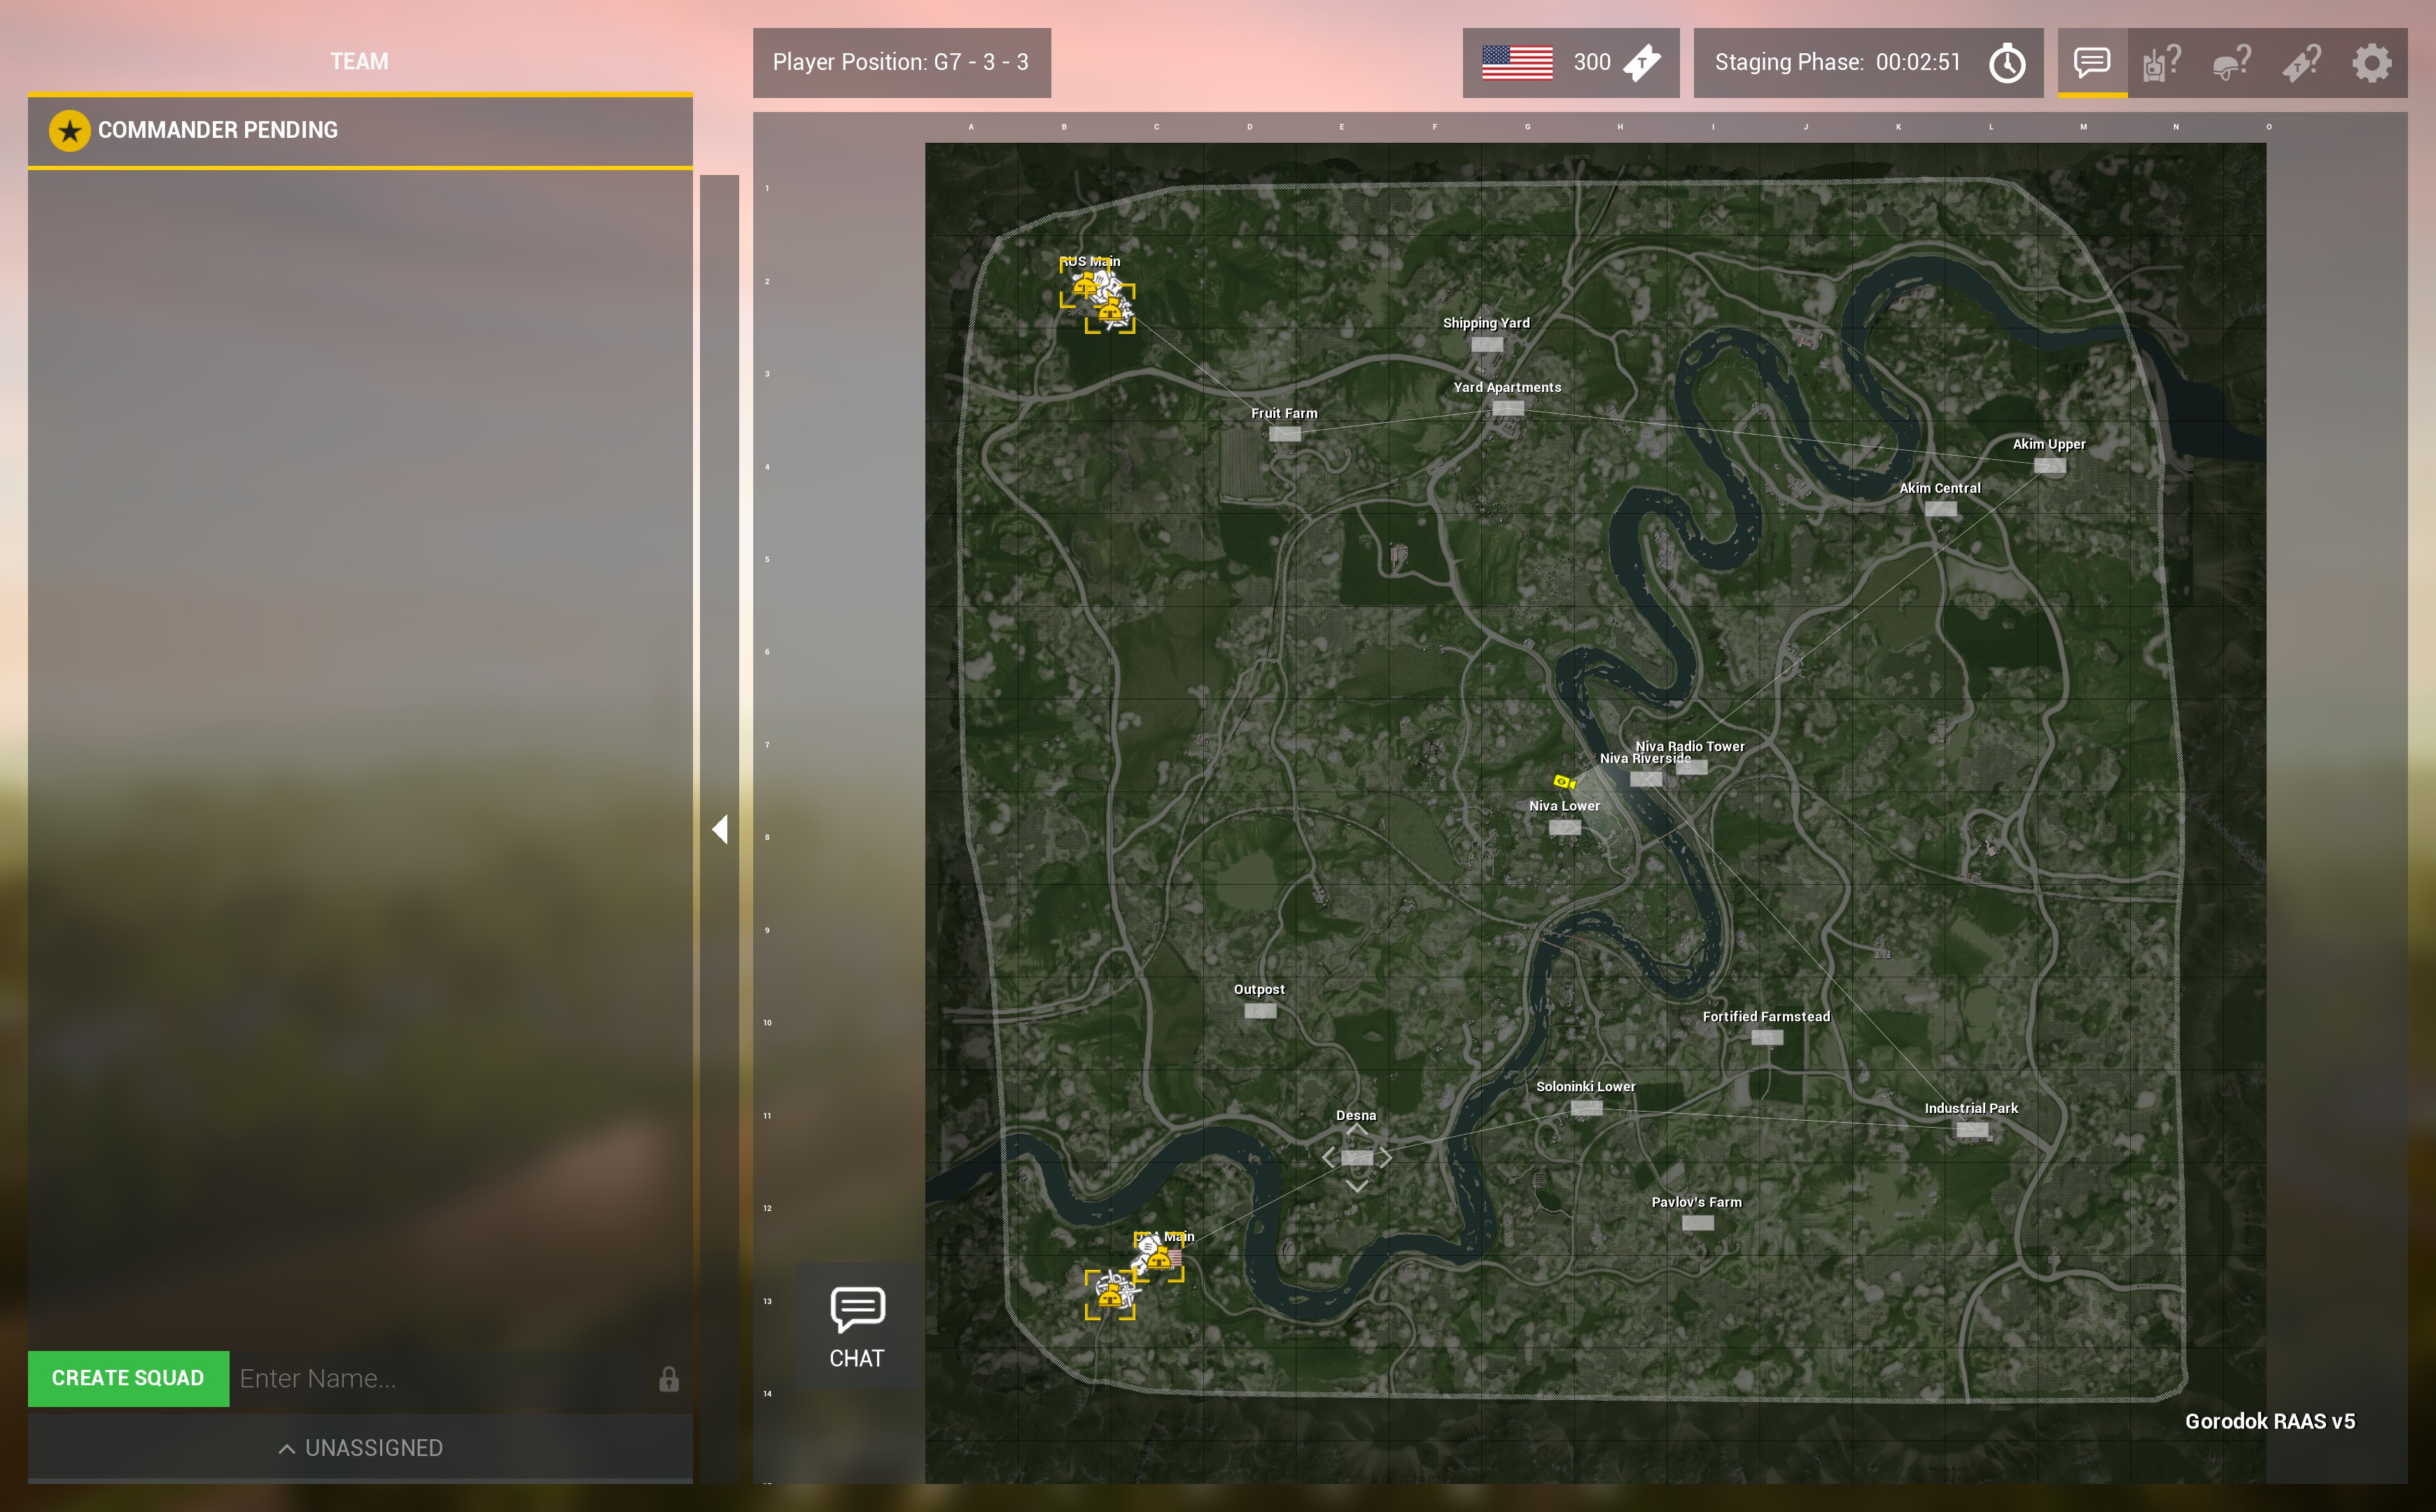 TEAM
Player Position: G7 - 3 - 3
300
Staging Phase: 00:02:51
COMMANDER PENDING
A B C D E F G H I J K L M N O
1
RUS Main
2
Shipping Yard
3
Yard Apartments
Fruit Farm
Akim Upper
4
Akim Central
5
6
7
Niva Radio Tower
Niva Riverside
Niva Lower
8
9
Outpost
10
Fortified Farmstead
Soloninki Lower
Industrial Park
Desna
11
Pavlov's Farm
12
USA Main
13
CHAT
CREATE SQUAD
Enter Name...
14
Gorodok RAAS v5
UNASSIGNED